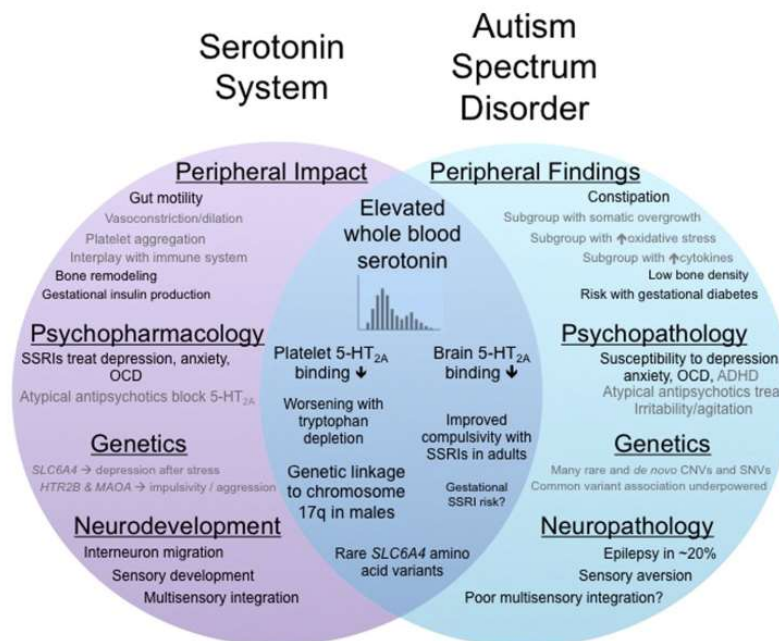 Serotonin
System
Autism
Spectrum
Disorder
Peripheral Impact
Gut motility
Vasoconstriction/dilation
Platelet aggregation
Interplay with immune system
Bone remodeling
Gestational insulin production
Psychopharmacology
SSRIs treat depression, anxiety,
OCD
Atypical antipsychotics block 5-HT2A
Genetics
SLC6A4 → depression after stress
HTR2B & MAOA → impulsivity / aggression
Neurodevelopment
Interneuron migration
Sensory development
Multisensory integration
Elevated
whole blood
serotonin
Platelet 5-HT2A
binding ↓
Brain 5-HT2A
binding ↓
Worsening with
tryptophan
depletion
Improved
compulsivity with
SSRIs in adults
Genetic linkage
to chromosome
17q in males
Gestational
SSRI risk?
Rare SLC6A4 amino
acid variants
Peripheral Findings
Constipation
Subgroup with somatic overgrowth
Subgroup with ↑oxidative stress
Subgroup with ↑cytokines
Low bone density
Risk with gestational diabetes
Psychopathology
Susceptibility to depression
anxiety, OCD, ADHD
Atypical antipsychotics trea
Irritability/agitation
Genetics
Many rare and de novo CNVs and SNVs
Common variant association underpowered
Neuropathology
Epilepsy in ~20%
Sensory aversion
Poor multisensory integration?